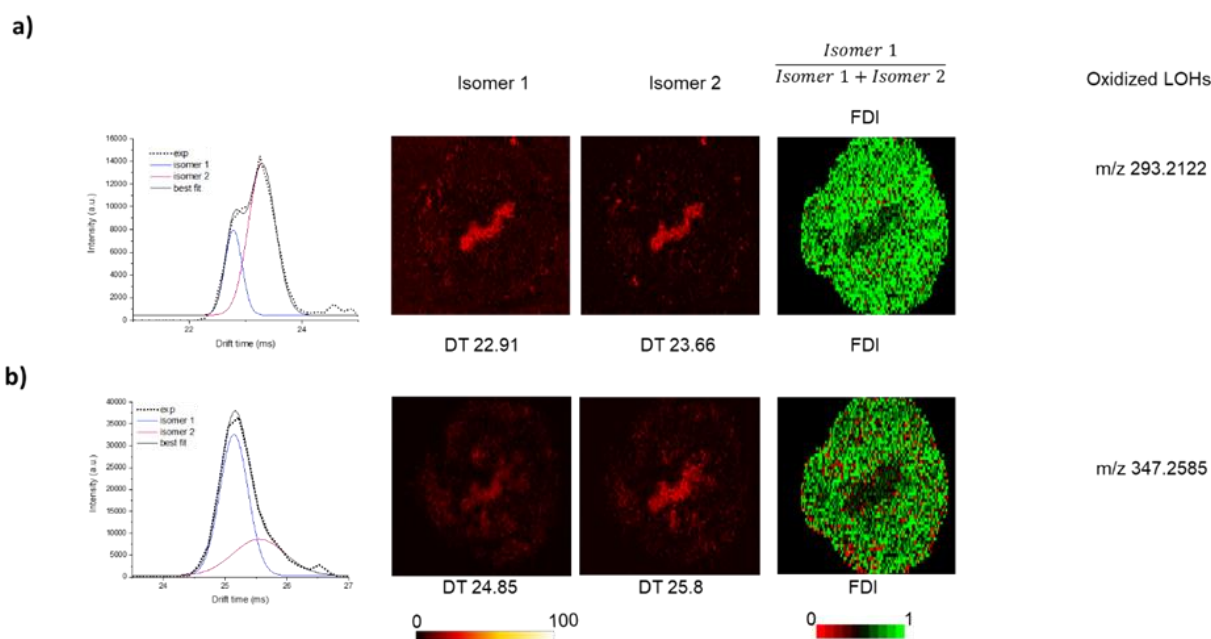 a)
Isomer 1
Isomer 2
Isomer 1
Isomer 1 + Isomer 2
Oxidized LOHs
FDI
16000
14000
12000
10000
8000
6000
4000
2000
0
Intensity (a.u.)
exp
isomer 1
isomer 2
best fit
22
24
Drift time (ms)
m/z 293.2122
DT 22.91
DT 23.66
FDI
b)
40000
35000
30000
25000
20000
15000
10000
5000
0
Intensity (a.u.)
exp
isomer 1
isomer 2
best fit
24
25
26
27
Drift time (ms)
m/z 347.2585
DT 24.85
DT 25.8
FDI
0
100
0
1